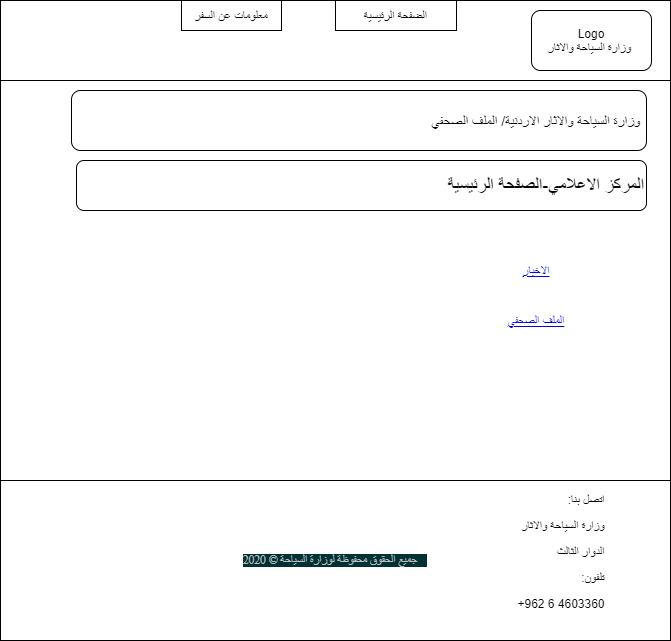 Logo
وزارة السياحة والاثار
الصفحة الرئيسية
معلومات عن السفر
وزارة السياحة والاثار الاردنية/ الملف الصحفي
المركز الاعلامي-الصفحة الرئيسية
الاخبار
الملف الصحفي
اتصل بنا:
وزارة السياحة والاثار
الدوار الثالث
جميع الحقوق محفوظة لوزارة السياحة © 2020
تلفون:
+962 6 4603360